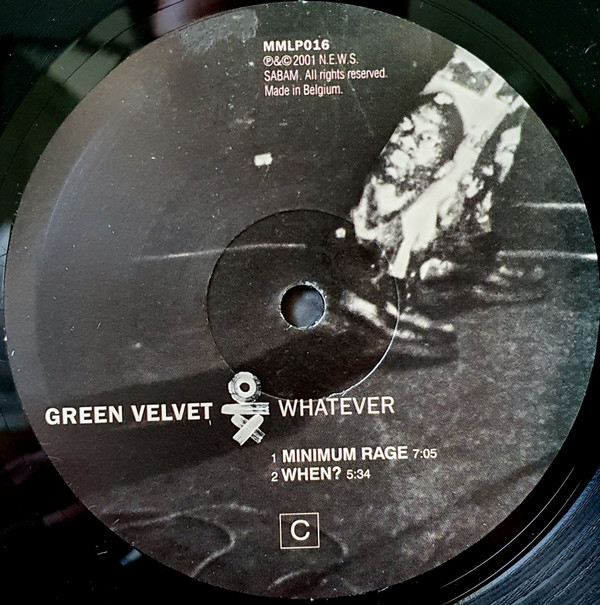 MMLP016
℗&© 2001 N.E.W.S.
SABAM. All rights reserved.
Made in Belgium.
GREEN VELVET WHATEVER
1 MINIMUM RAGE 7:05
2 WHEN? 5:34
C